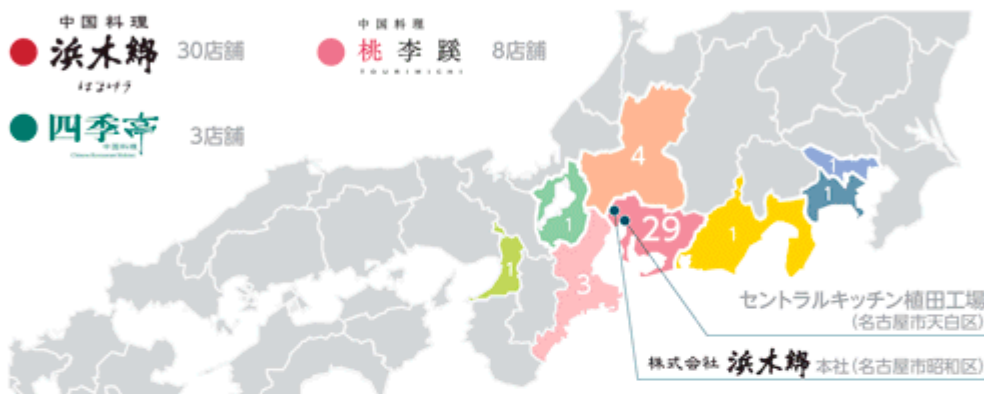 中国料理
浜木綿
はまゆう
30店舗
中国料理
桃李蹊
TOURIMICHI
8店舗
四季亭
中国料理
3店舗
4
1
1
1
29
1
1
3
セントラルキッチン植田工場
(名古屋市天白区)
株式会社 浜木綿 本社(名古屋市昭和区)